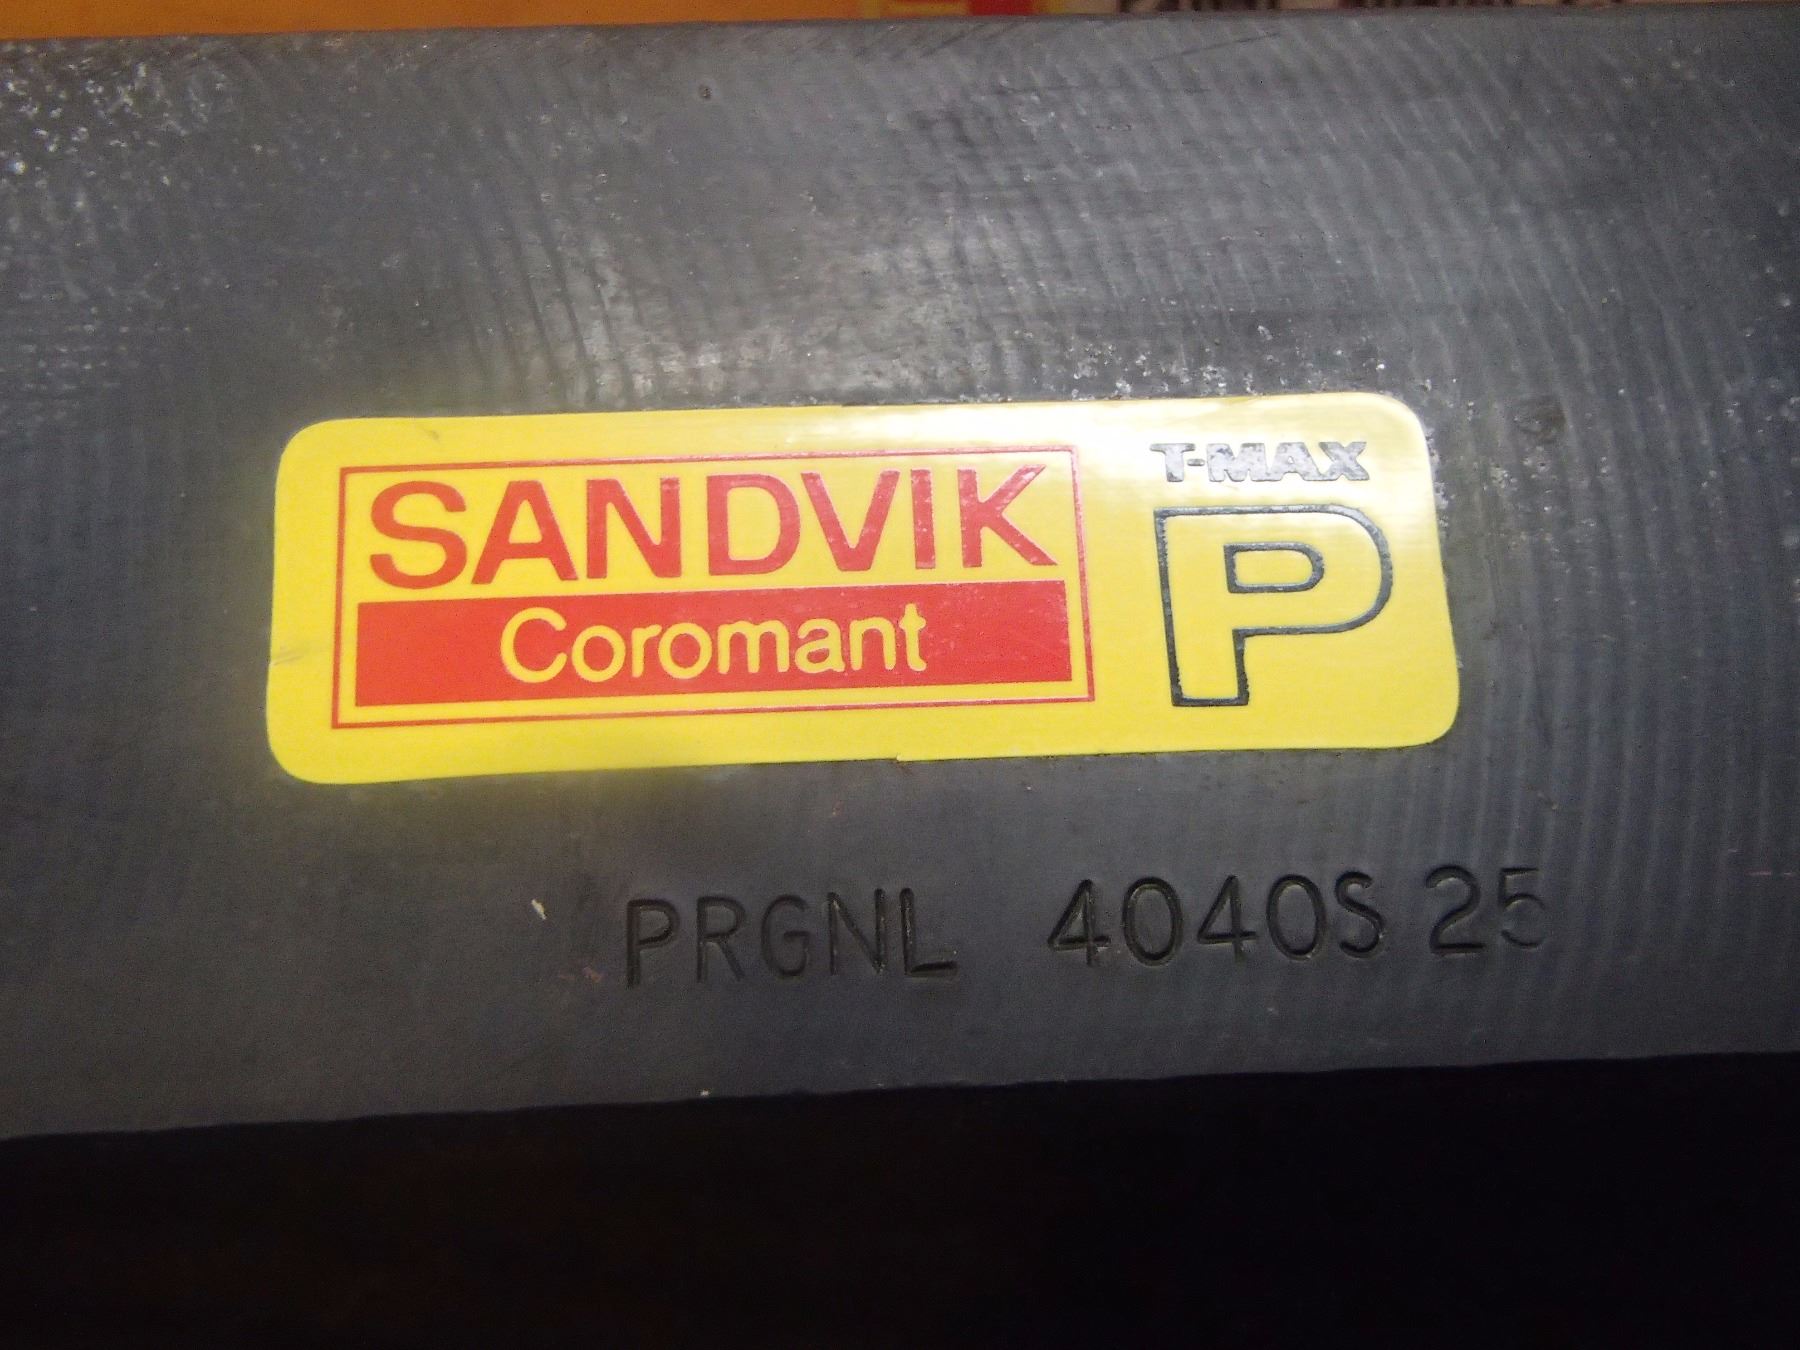 SANDVIK
Coromant
T-MAX
P
PRGNL 4040S 25